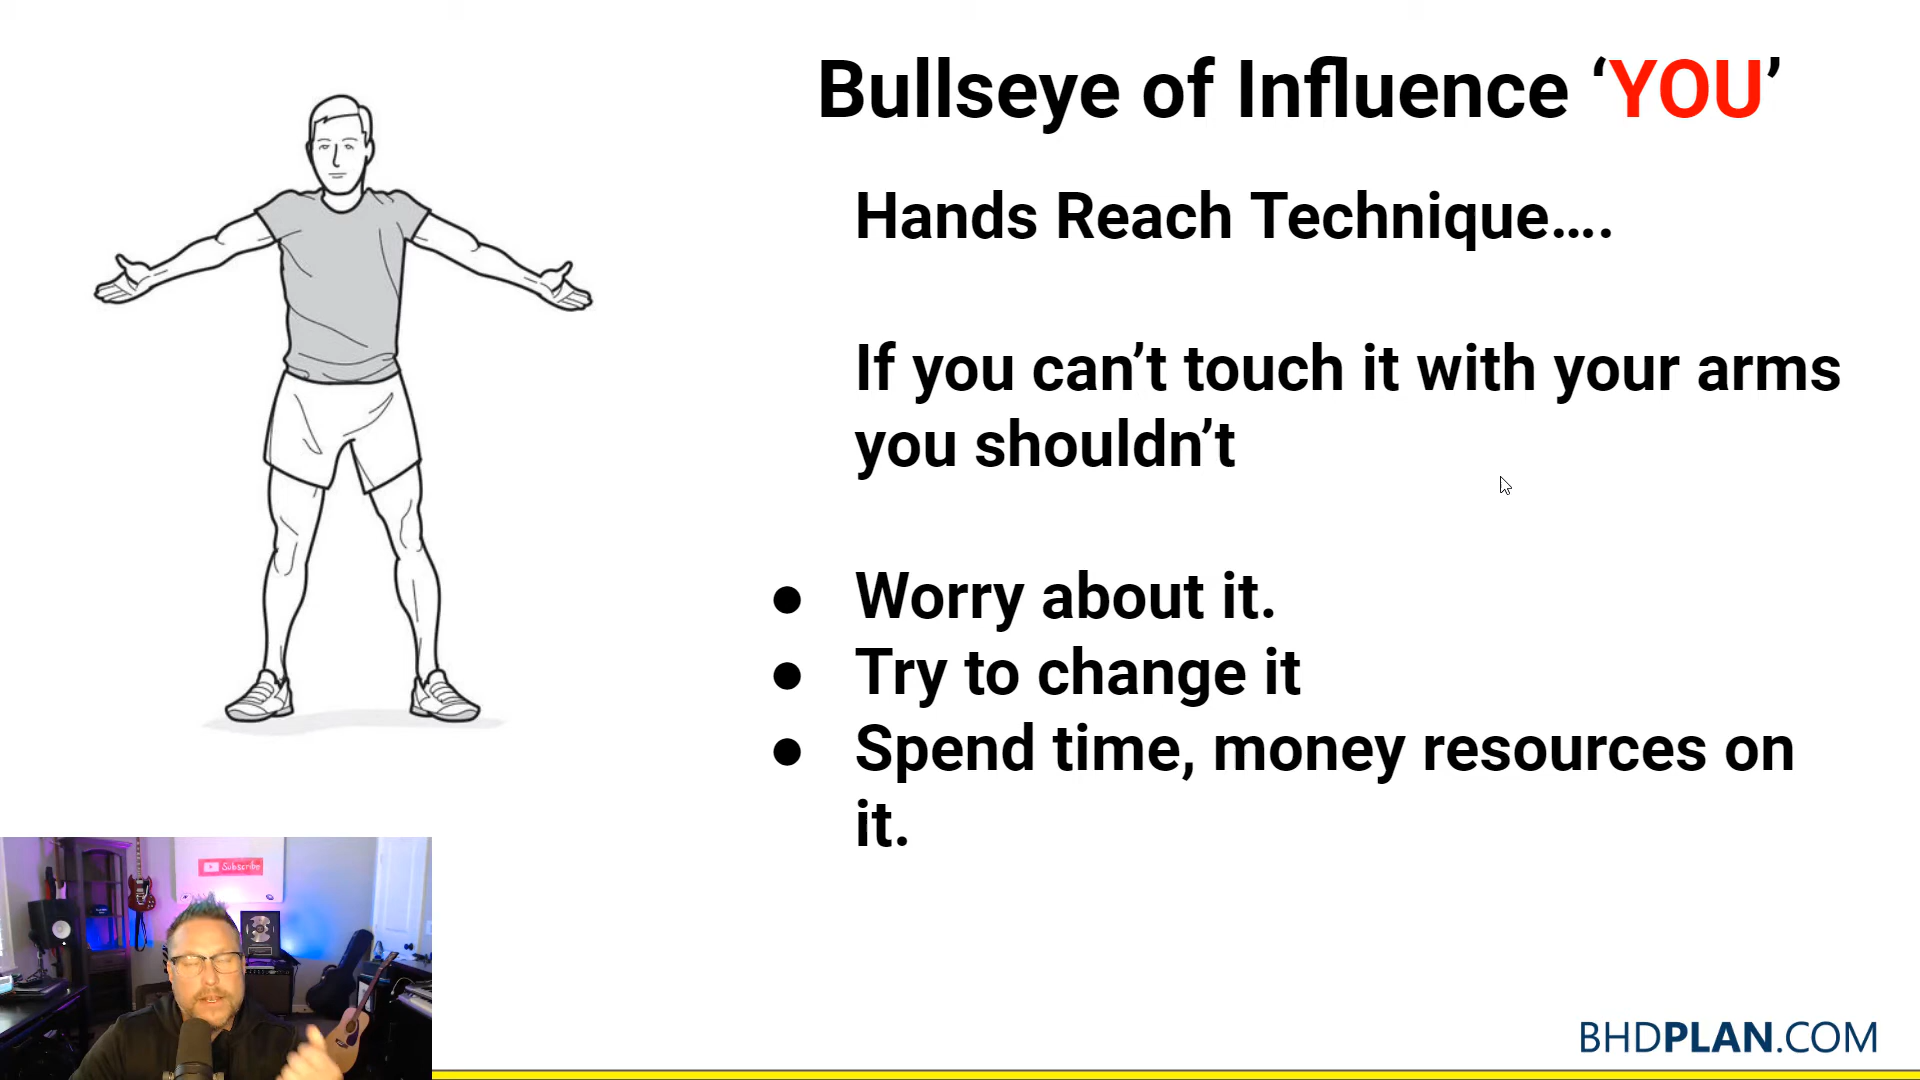 Bullseye of Influence ‘YOU’
Hands Reach Technique....
If you can’t touch it with your arms
you shouldn’t
● Worry about it.
● Try to change it
● Spend time, money resources on
it.
Subscribe
BHDPLAN.COM